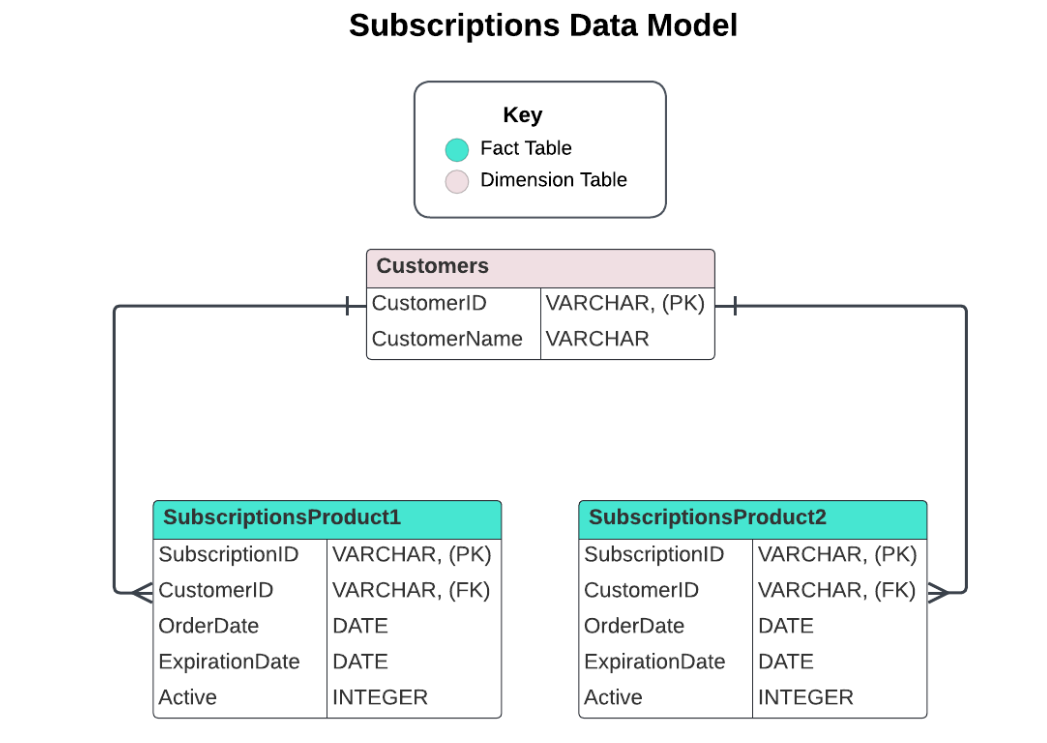 Subscriptions Data Model
Key
Fact Table
Dimension Table
Customers
CustomerID VARCHAR, (PK)
CustomerName VARCHAR
SubscriptionsProduct1
SubscriptionID VARCHAR, (PK)
CustomerID VARCHAR, (FK)
OrderDate DATE
ExpirationDate DATE
Active INTEGER
SubscriptionsProduct2
SubscriptionID VARCHAR, (PK)
CustomerID VARCHAR, (FK)
OrderDate DATE
ExpirationDate DATE
Active INTEGER